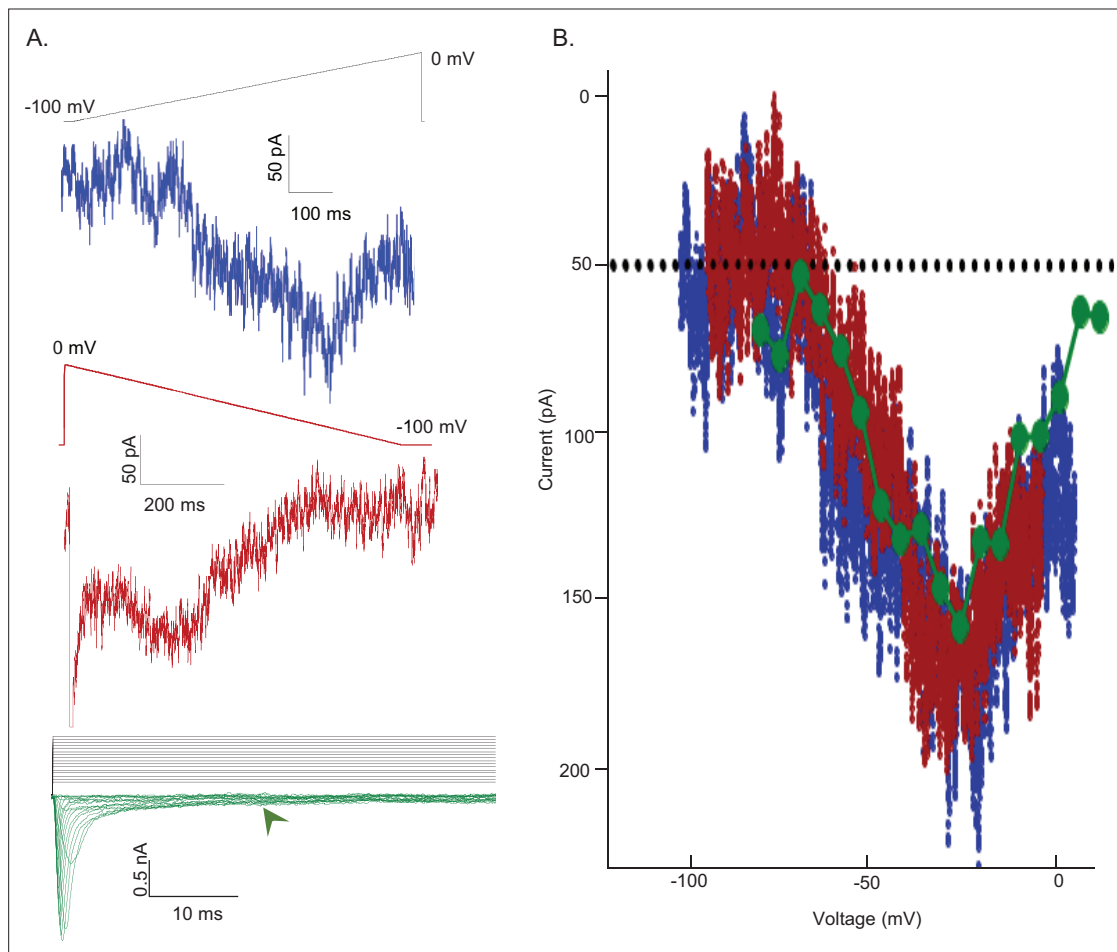 A.
0 mV
-100 mV
50 pA
100 ms
0 mV
-100 mV
50 pA
200 ms
0.5 nA
10 ms
B.
0
50
100
150
200
Current (pA)
-100
-50
0
Voltage (mV)